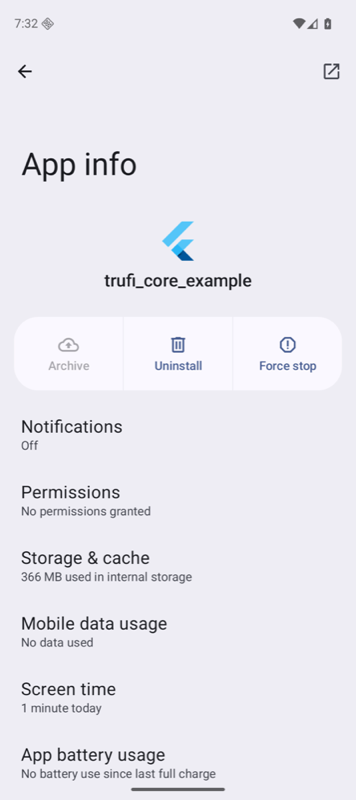 7:32
App info
trufi_core_example
Archive
Uninstall
Force stop
Notifications
Off
Permissions
No permissions granted
Storage & cache
366 MB used in internal storage
Mobile data usage
No data used
Screen time
1 minute today
App battery usage
No battery use since last full charge